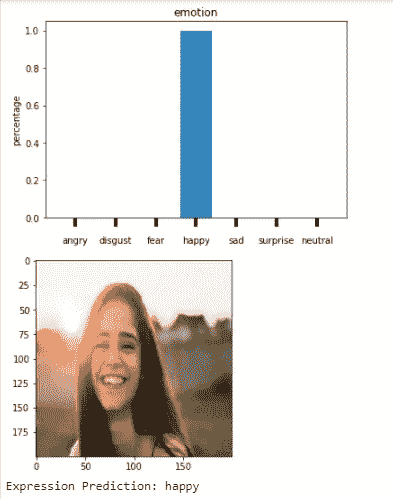 emotion
1.0
0.8
0.6
0.4
0.2
0.0
percentage
angry disgust fear happy sad surprise neutral
0
25
50
75
100
125
150
175
0 50 100 150
Expression Prediction: happy